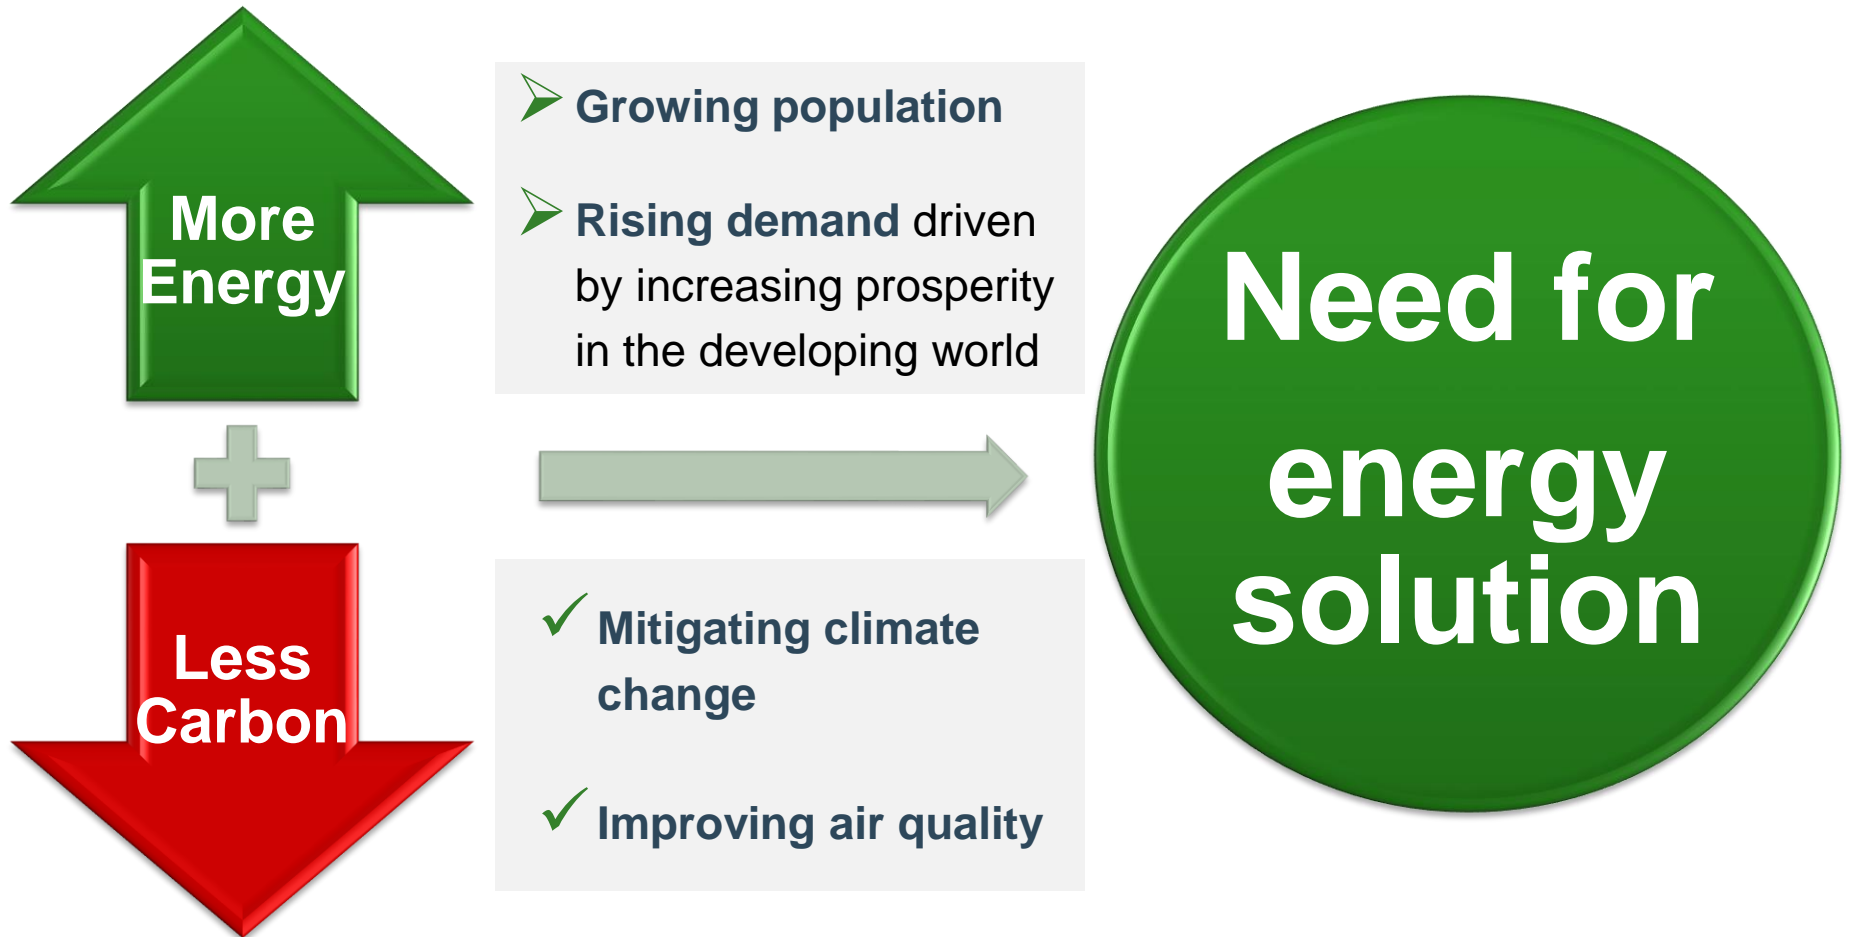 More
Energy
Growing population
Rising demand driven
by increasing prosperity
in the developing world
Less
Carbon
Mitigating climate
change
Improving air quality
Need for
energy
solution